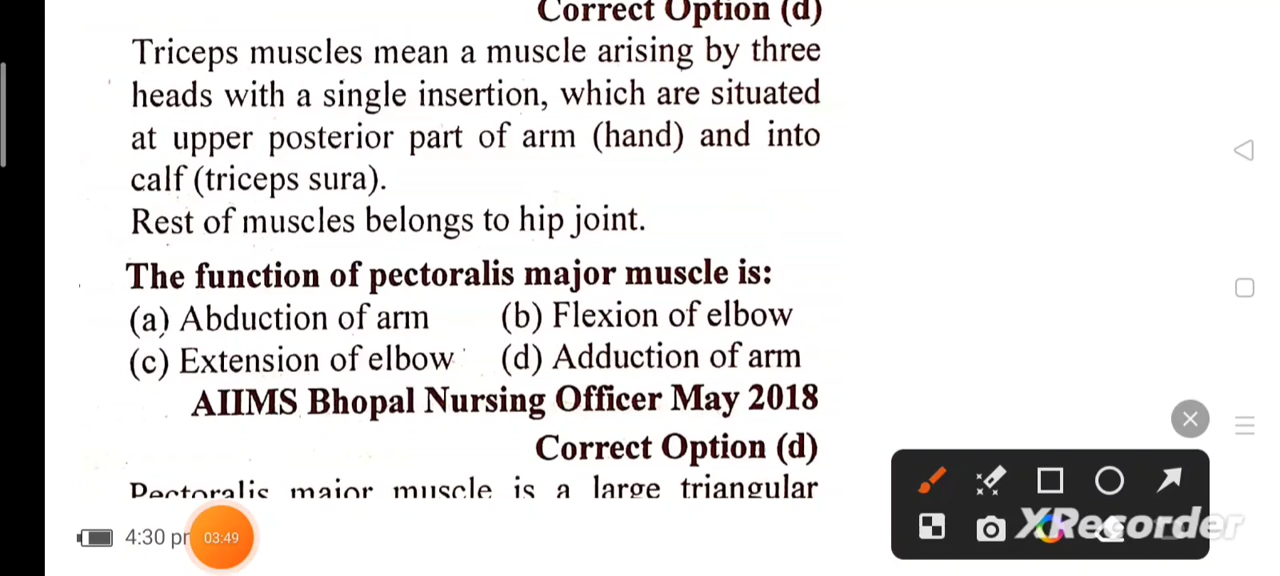 Correct Option (d)
Triceps muscles mean a muscle arising by three
heads with a single insertion, which are situated
at upper posterior part of arm (hand) and into
calf (triceps sura).
Rest of muscles belongs to hip joint.
The function of pectoralis major muscle is:
(a) Abduction of arm (b) Flexion of elbow
(c) Extension of elbow (d) Adduction of arm
AIIMS Bhopal Nursing Officer May 2018
Correct Option (d)
Pectoralis major muscle is a large triangular
4:30 pr 03:49
XRecorder